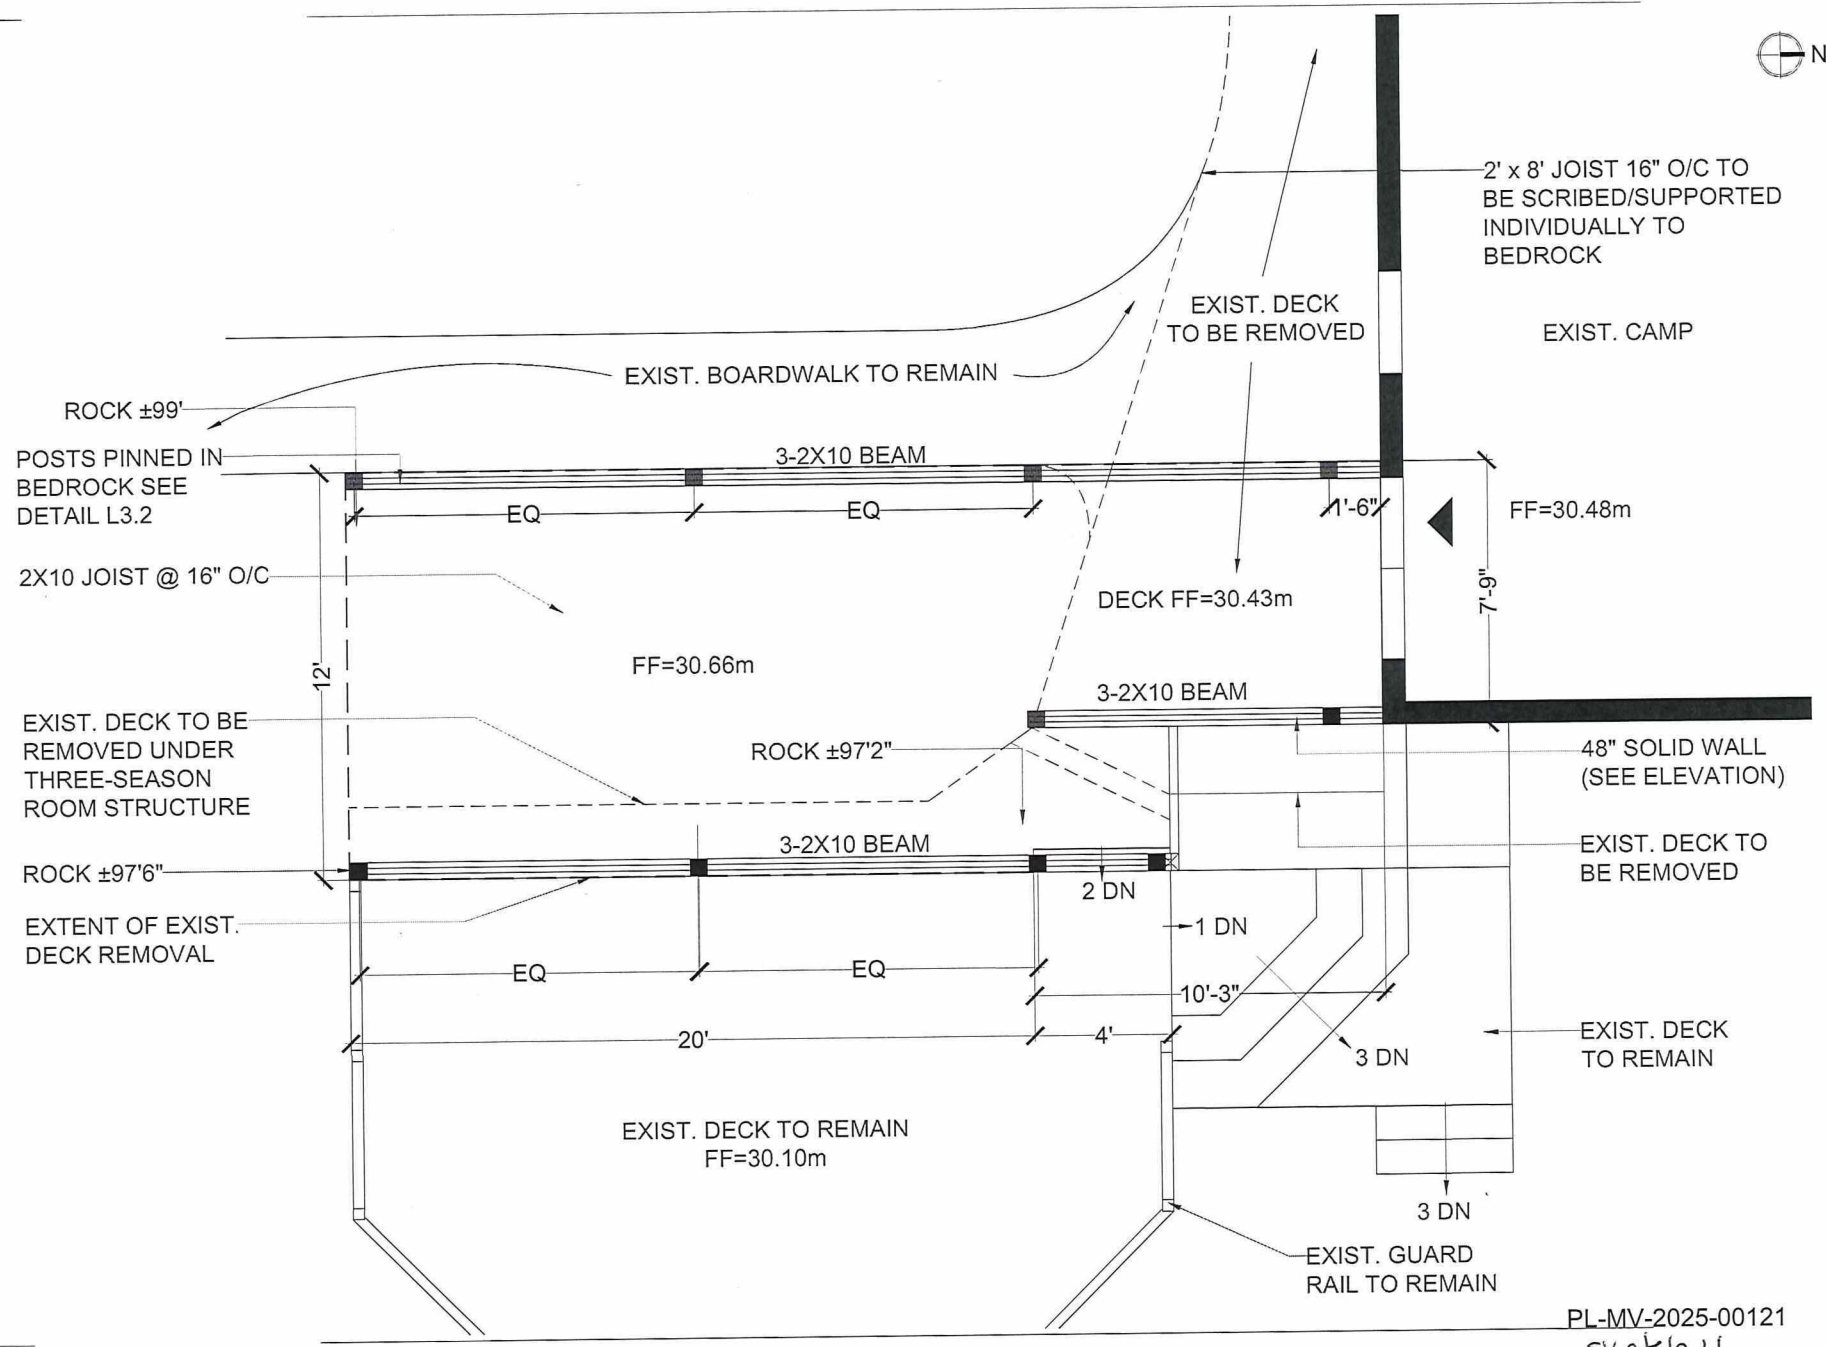 N
2' x 8' JOIST 16" O/C TO
BE SCRIBED/SUPPORTED
INDIVIDUALLY TO
BEDROCK
EXIST. DECK
TO BE REMOVED
EXIST. CAMP
EXIST. BOARDWALK TO REMAIN
ROCK ±99'
POSTS PINNED IN
BEDROCK SEE
DETAIL L3.2
3-2X10 BEAM
EQ
EQ
1'-6"
FF=30.48m
2X10 JOIST @ 16" O/C
DECK FF=30.43m
7'-9"
12'
FF=30.66m
3-2X10 BEAM
EXIST. DECK TO BE
REMOVED UNDER
THREE-SEASON
ROOM STRUCTURE
ROCK ±97'2"
48" SOLID WALL
(SEE ELEVATION)
3-2X10 BEAM
EXIST. DECK TO
BE REMOVED
ROCK ±97'6"
2 DN
EXTENT OF EXIST.
DECK REMOVAL
1 DN
EQ
EQ
10'-3"
20'
4'
3 DN
EXIST. DECK
TO REMAIN
EXIST. DECK TO REMAIN
FF=30.10m
3 DN
EXIST. GUARD
RAIL TO REMAIN
PL-MV-2025-00121